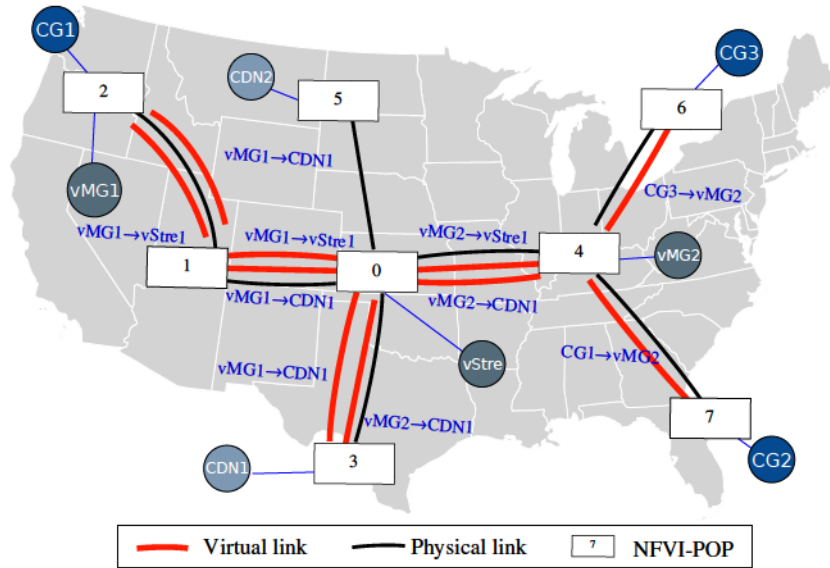 CG1
CG3
2
CDN2
5
6
vMG1→CDN1
vMG1
CG3→vMG2
vMG1→vStre1
vMG1→vStre1
vMG2→vStre1
1
0
4
vMG2
vMG1→CDN1
vMG2→CDN1
CG1→vMG2
vMG1→CDN1
vStre
vMG2→CDN1
7
CDN1
3
CG2
Virtual link
Physical link
7
NFVI-POP